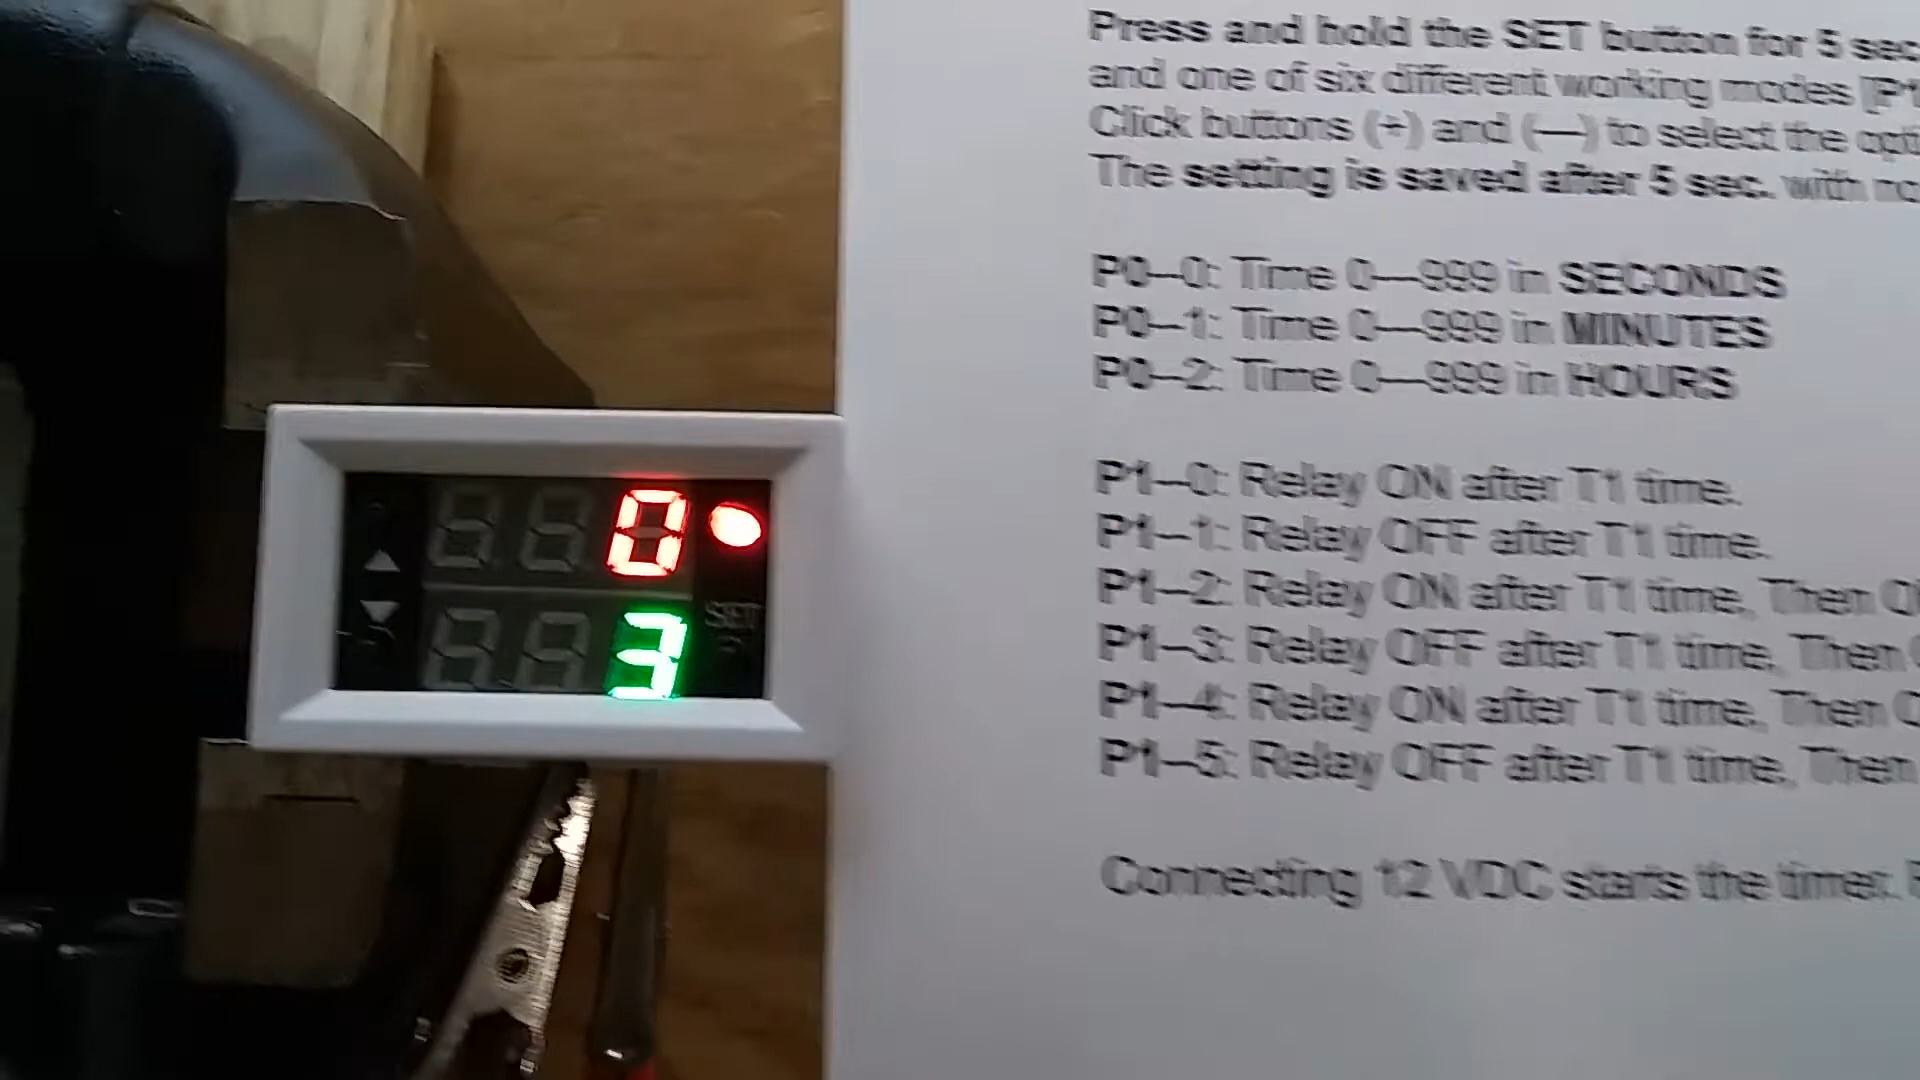 Press and hold the SET button for 5 sec
and one of six different working modes [P1
Click buttons (+) and (—) to select the opti
The setting is saved after 5 sec. with no
P0–0: Time 0—999 in SECONDS
P0–1: Time 0—999 in MINUTES
P0–2: Time 0—999 in HOURS
0
3
SET
P1–0: Relay ON after T1 time.
P1–1: Relay OFF after T1 time.
P1–2: Relay ON after T1 time, Then O
P1–3: Relay OFF after T1 time, Then
P1–4: Relay ON after T1 time, Then O
P1–5: Relay OFF after T1 time, Then
Connecting 12 VDC starts the timer.